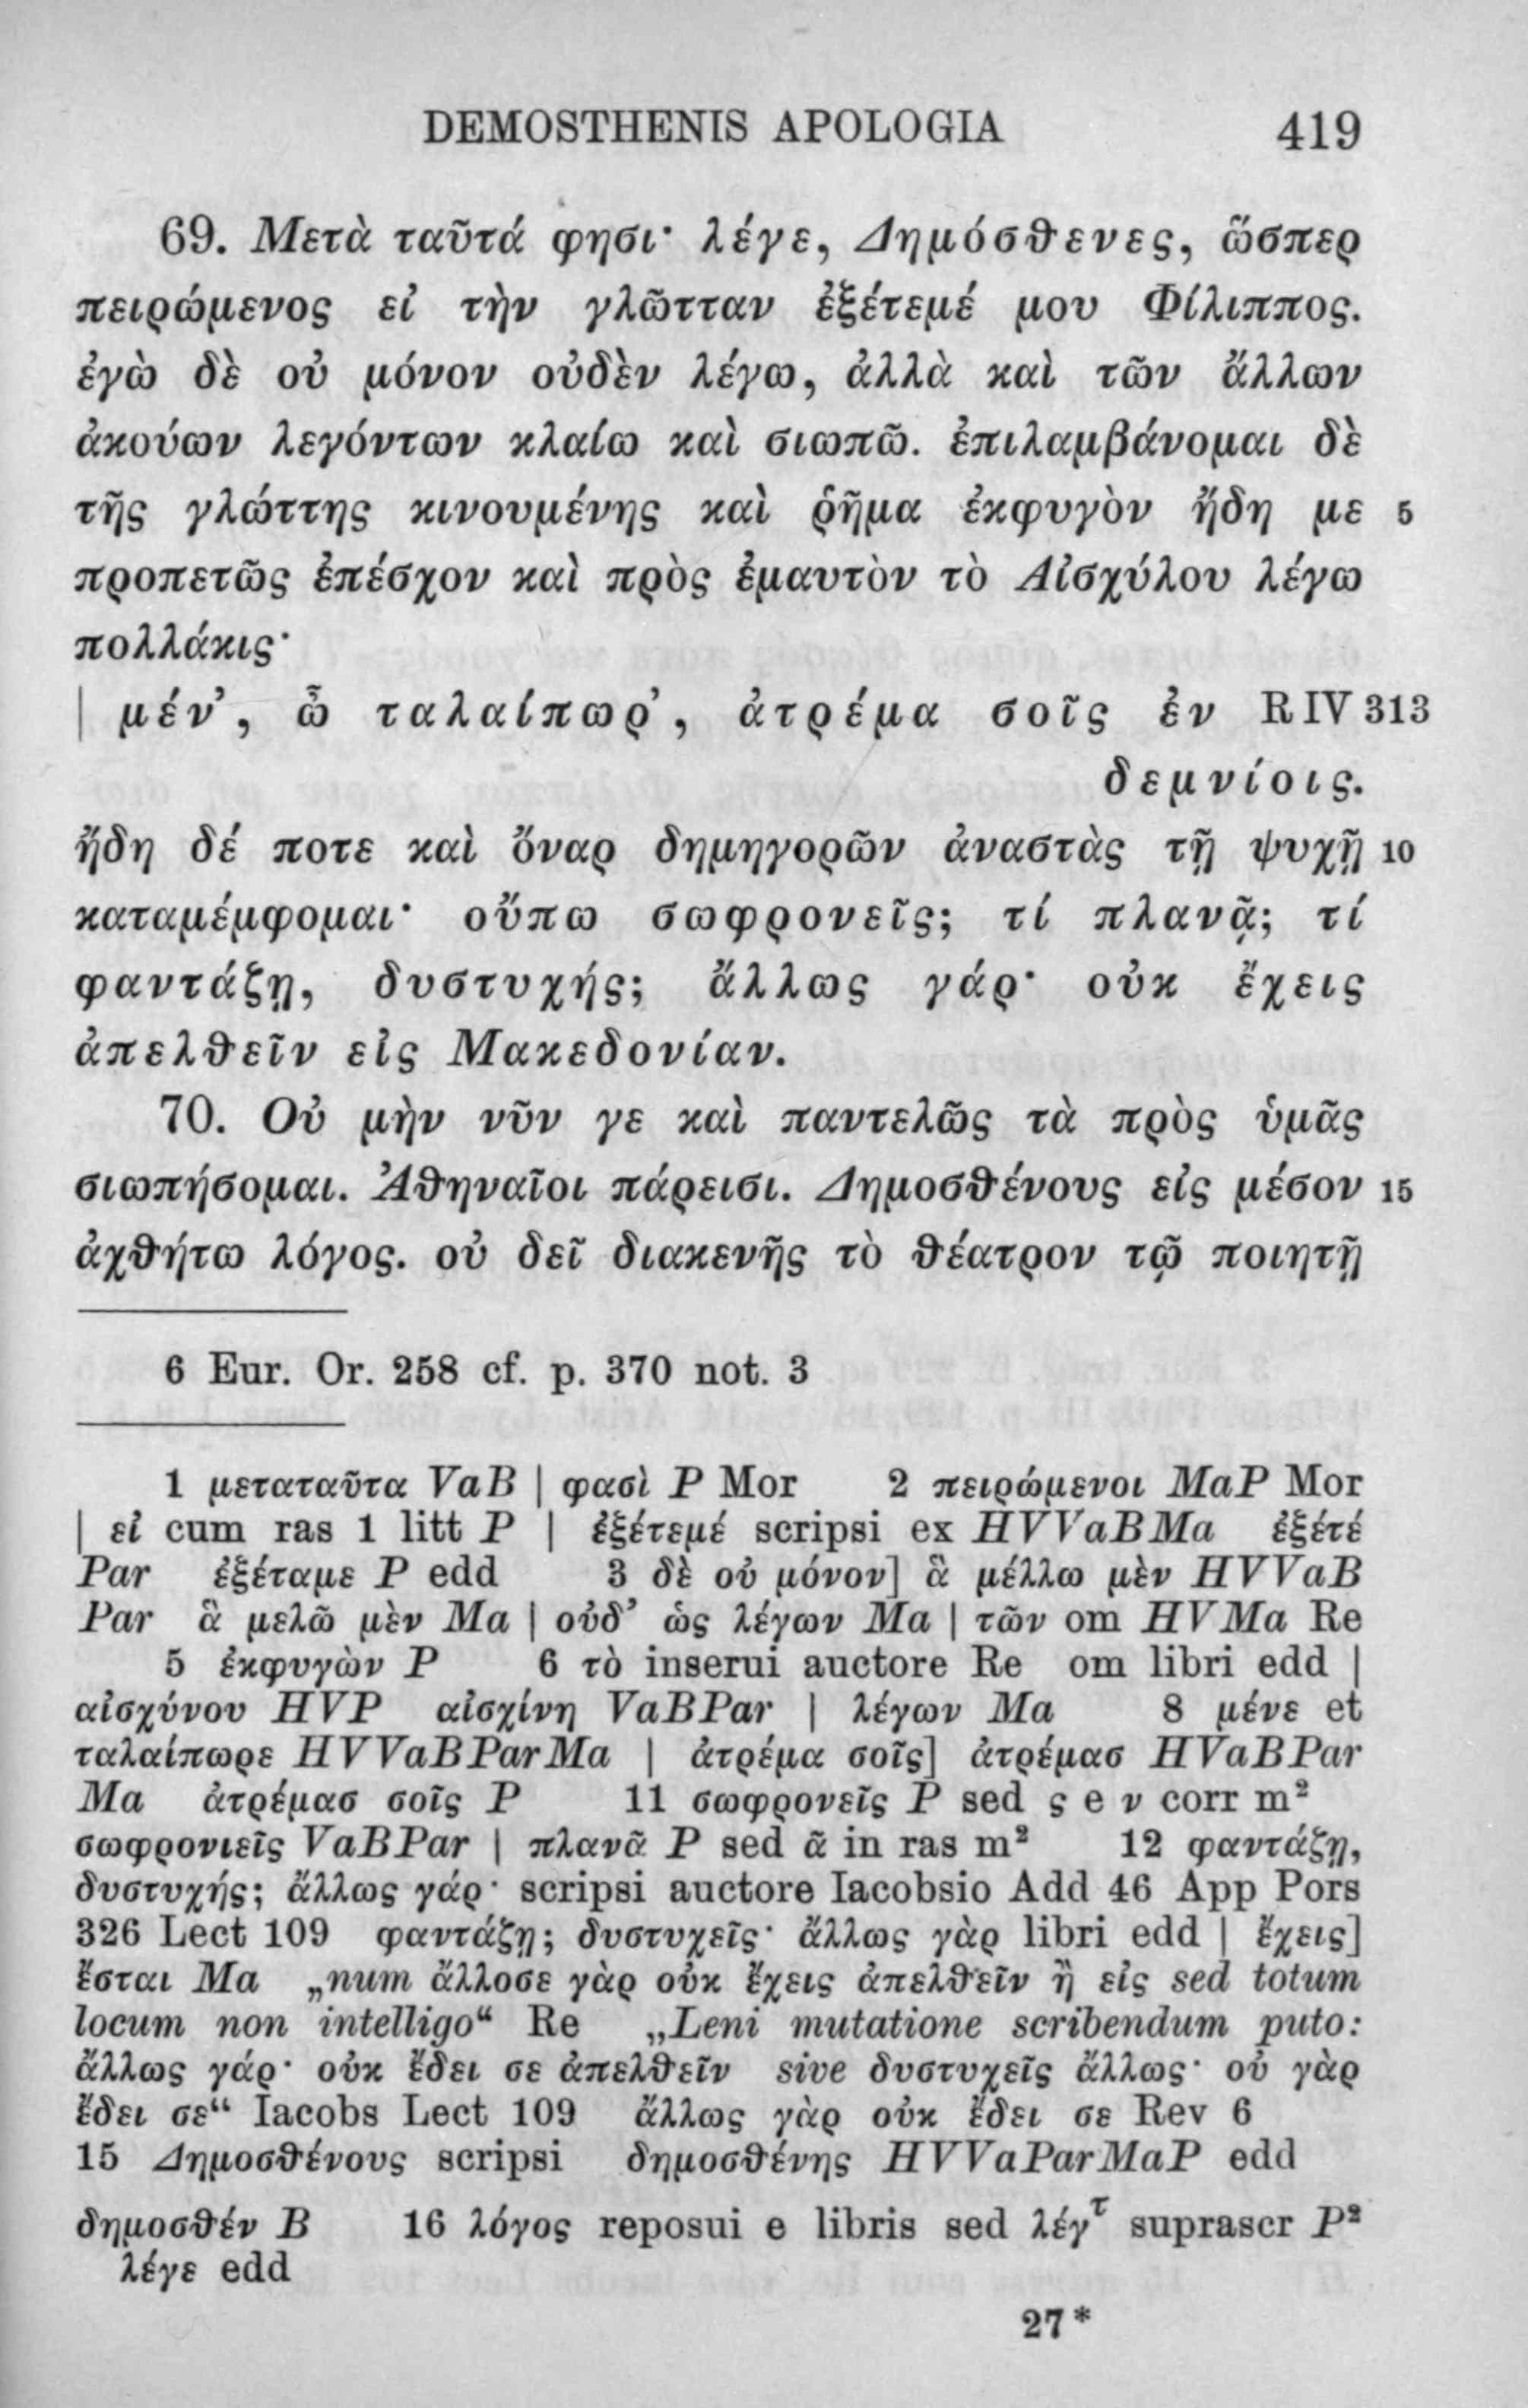 DEMOSTHENIS APOLOGIA 419
69. Μετὰ ταῦτά φησι· λέγε, Δημόσθενες, ὥσπερ
πειρώμενος εἰ τὴν γλῶτταν ἐξέτεμέ μου Φίλιππος.
ἐγὼ δὲ οὐ μόνον οὐδὲν λέγω, ἀλλὰ καὶ τῶν ἄλλων
ἀκούων λεγόντων κλαίω καὶ σιωπῶ. ἐπιλαμβάνομαι δὲ
τῆς γλώττης κινουμένης καὶ ῥῆμα ἐκφυγὸν ἤδη με 5
προπετῶς ἐπέσχον καὶ πρὸς ἐμαυτὸν τὸ Αἰσχύλου λέγω
πολλάκις·
| μέν’, ὦ ταλαίπωρ’, ἀτρέμα σοῖς ἐν R IV 313
δεμνίοις.
ἤδη δέ ποτε καὶ ὄναρ δημηγορῶν ἀναστὰς τῇ ψυχῇ 10
καταμέμφομαι· οὔπω σωφρονεῖς; τί πλανᾷ; τί
φαντάζῃ, δυστυχής; ἄλλως γάρ· οὐκ ἔχεις
ἀπελθεῖν εἰς Μακεδονίαν.
70. Οὐ μὴν νῦν γε καὶ παντελῶς τὰ πρὸς ὑμᾶς
σιωπήσομαι. Ἀθηναῖοι πάρεισι. Δημοσθένους εἰς μέσον 15
ἀχθήτω λόγος. οὐ δεῖ διακενῆς τὸ θέατρον τῷ ποιητῇ
6 Eur. Or. 258 cf. p. 370 not. 3
1 μεταταῦτα VaB | φασὶ P Mor 2 πειρώμενοι MaP Mor
| εἰ cum ras 1 litt P | ἐξέτεμέ scripsi ex HVVaBMa ἐξέτέ
Par ἐξέταμε P edd 3 δὲ οὐ μόνον] ἃ μέλλω μὲν HVVaB
Par ἃ μελῶ μὲν Ma | οὐδ’ ὡς λέγων Ma | τῶν om HVMa Re
5 ἐκφυγὼν P 6 τὸ inserui auctore Re om libri edd |
αἰσχύνου HVP αἰσχίνῃ VaBPar | λέγων Ma 8 μένε et
ταλαίπωρε HVVaBParMa | ἀτρέμα σοῖς] ἀτρέμασ HVaBPar
Ma ἀτρέμασ σοῖς P 11 σωφρονεῖς P sed ς e ν corr m²
σωφρονιεῖς VaBPar | πλανᾶ P sed ᾶ in ras m² 12 φαντάζῃ,
δυστυχής; ἄλλως γάρ· scripsi auctore Iacobsio Add 46 App Pors
326 Lect 109 φαντάζῃ; δυστυχεῖς· ἄλλως γὰρ libri edd | ἔχεις]
ἔσται Ma „num ἄλλοσε γὰρ οὐκ ἔχεις ἀπελθεῖν ἢ εἰς sed totum
locum non intelligo“ Re „Leni mutatione scribendum puto:
ἄλλως γάρ· οὐκ ἔδει σε ἀπελθεῖν sive δυστυχεῖς ἄλλως· οὐ γὰρ
ἔδει σε“ Iacobs Lect 109 ἄλλως γὰρ οὐκ ἔδει σε Rev 6
15 Δημοσθένους scripsi δημοσθένης HVVaParMaP edd
δημοσθέν B 16 λόγος reposui e libris sed λέγ^τ suprascr P²
λέγε edd
27*